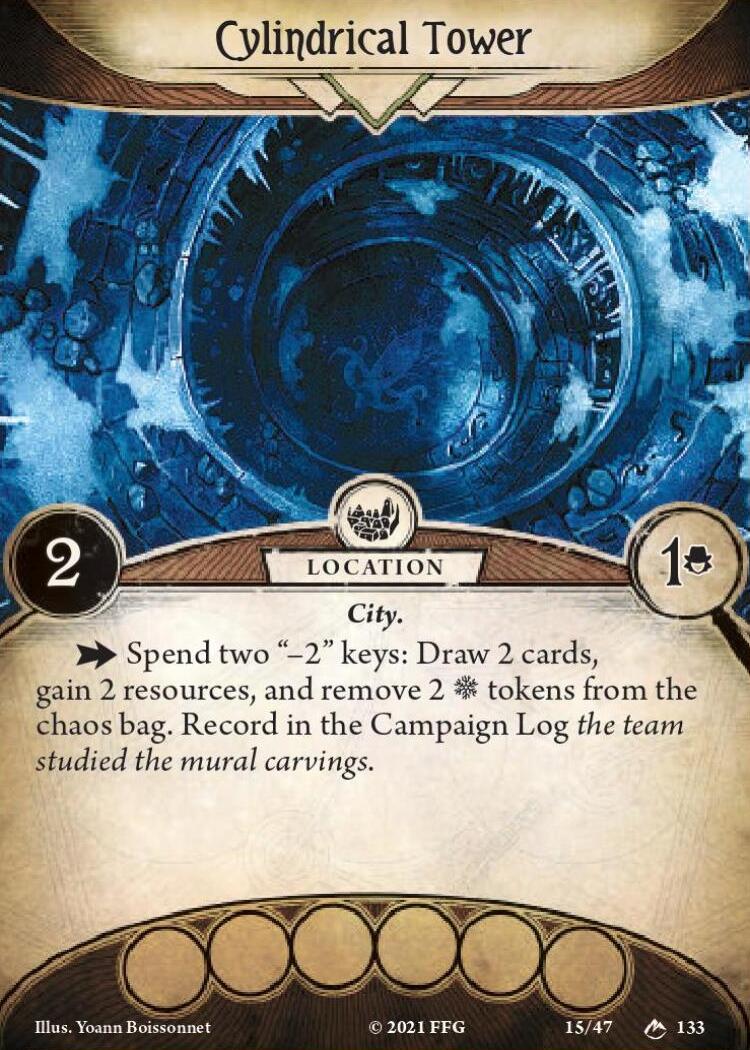 Cylindrical Tower
2
1
LOCATION
City.
Spend two “–2” keys: Draw 2 cards,
gain 2 resources, and remove 2 tokens from the
chaos bag. Record in the Campaign Log the team
studied the mural carvings.
Illus. Yoann Boissonnet © 2021 FFG 15/47 133